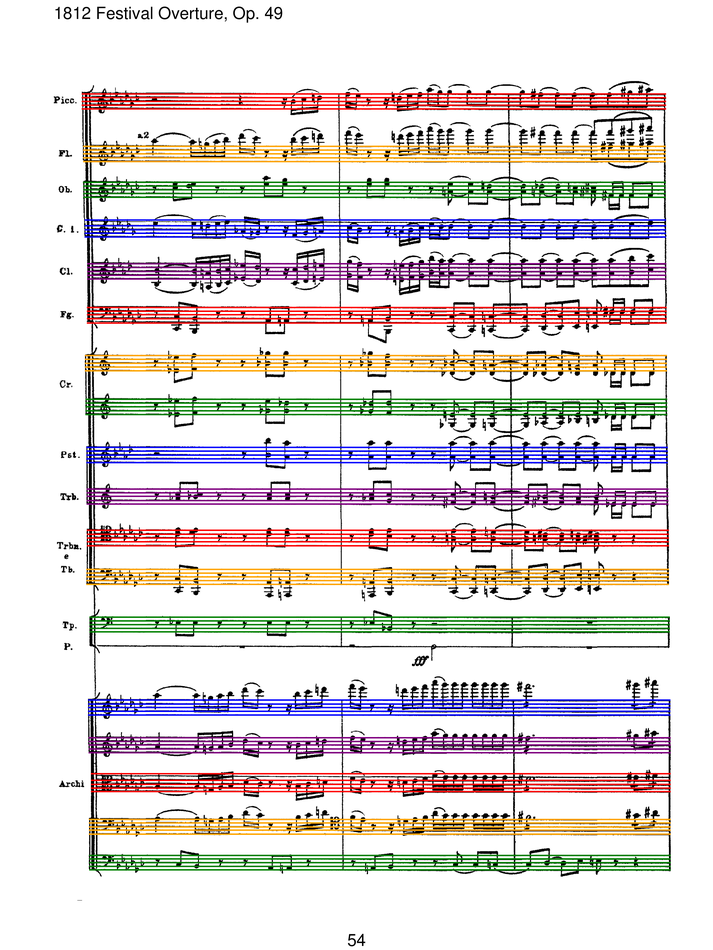 1812 Festival Overture, Op. 49
Picc.
a.2
Fl.
Ob.
C. i.
Cl.
Fg.
Cr.
Pst.
Trb.
Trbn.
e
Tb.
Tp.
P.
fff
Archi
54